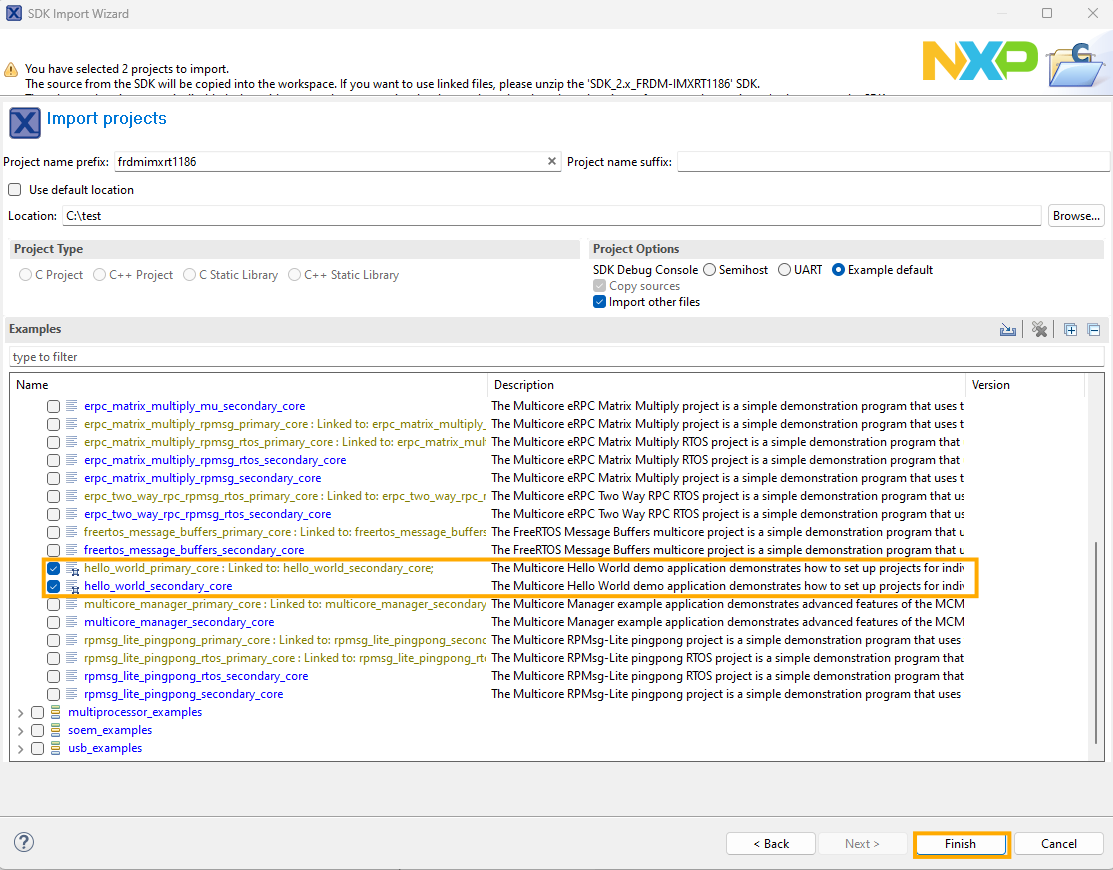 SDK Import Wizard
You have selected 2 projects to import.
The source from the SDK will be copied into the workspace. If you want to use linked files, please unzip the 'SDK_2.x_FRDM-IMXRT1186' SDK.
NXP
Import projects
Project name prefix: frdmimxrt1186 Project name suffix:
Use default location
Location: C:\test Browse...
Project Type Project Options
C Project C++ Project C Static Library C++ Static Library SDK Debug Console Semihost UART Example default
Copy sources
Import other files
Examples
type to filter
Name Description Version
erpc_matrix_multiply_mu_secondary_core The Multicore eRPC Matrix Multiply project is a simple demonstration program that uses t
erpc_matrix_multiply_rpmsg_primary_core : Linked to: erpc_matrix_multiply_ The Multicore eRPC Matrix Multiply project is a simple demonstration program that uses t
erpc_matrix_multiply_rpmsg_rtos_primary_core : Linked to: erpc_matrix_mul The Multicore eRPC Matrix Multiply RTOS project is a simple demonstration program that
erpc_matrix_multiply_rpmsg_rtos_secondary_core The Multicore eRPC Matrix Multiply RTOS project is a simple demonstration program that
erpc_matrix_multiply_rpmsg_secondary_core The Multicore eRPC Matrix Multiply project is a simple demonstration program that uses t
erpc_two_way_rpc_rpmsg_rtos_primary_core : Linked to: erpc_two_way_rpc_r The Multicore eRPC Two Way RPC RTOS project is a simple demonstration program that us
erpc_two_way_rpc_rpmsg_rtos_secondary_core The Multicore eRPC Two Way RPC RTOS project is a simple demonstration program that us
freertos_message_buffers_primary_core : Linked to: freertos_message_buffers The FreeRTOS Message Buffers multicore project is a simple demonstration program that u
freertos_message_buffers_secondary_core The FreeRTOS Message Buffers multicore project is a simple demonstration program that u
hello_world_primary_core : Linked to: hello_world_secondary_core; The Multicore Hello World demo application demonstrates how to set up projects for indiv
hello_world_secondary_core The Multicore Hello World demo application demonstrates how to set up projects for indiv
multicore_manager_primary_core : Linked to: multicore_manager_secondary The Multicore Manager example application demonstrates advanced features of the MCM
multicore_manager_secondary_core The Multicore Manager example application demonstrates advanced features of the MCM
rpmsg_lite_pingpong_primary_core : Linked to: rpmsg_lite_pingpong_second The Multicore RPMsg-Lite pingpong project is a simple demonstration program that uses
rpmsg_lite_pingpong_rtos_primary_core : Linked to: rpmsg_lite_pingpong_rto The Multicore RPMsg-Lite pingpong RTOS project is a simple demonstration program that
rpmsg_lite_pingpong_rtos_secondary_core The Multicore RPMsg-Lite pingpong RTOS project is a simple demonstration program that
rpmsg_lite_pingpong_secondary_core The Multicore RPMsg-Lite pingpong project is a simple demonstration program that uses
multiprocessor_examples
soem_examples
usb_examples
< Back Next > Finish Cancel